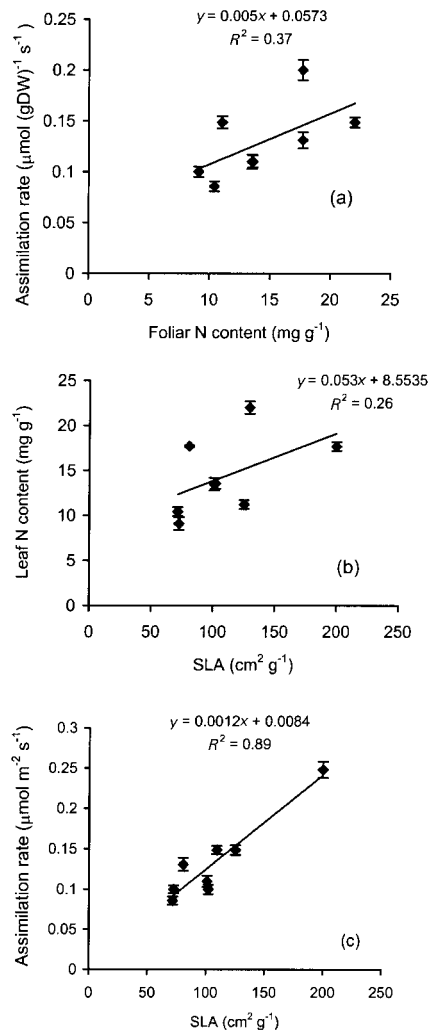 y = 0.005x + 0.0573
R² = 0.37
0.25
0.2
0.15
0.1
0.05
0
0 5 10 15 20 25
Assimilation rate (μmol (gDW)⁻¹ s⁻¹)
Foliar N content (mg g⁻¹)
(a)
y = 0.053x + 8.5535
R² = 0.26
25
20
15
10
5
0
0 50 100 150 200 250
Leaf N content (mg g⁻¹)
SLA (cm² g⁻¹)
(b)
y = 0.0012x + 0.0084
R² = 0.89
0.3
0.25
0.2
0.15
0.1
0.05
0
0 50 100 150 200 250
Assimilation rate (μmol m⁻² s⁻¹)
SLA (cm² g⁻¹)
(c)